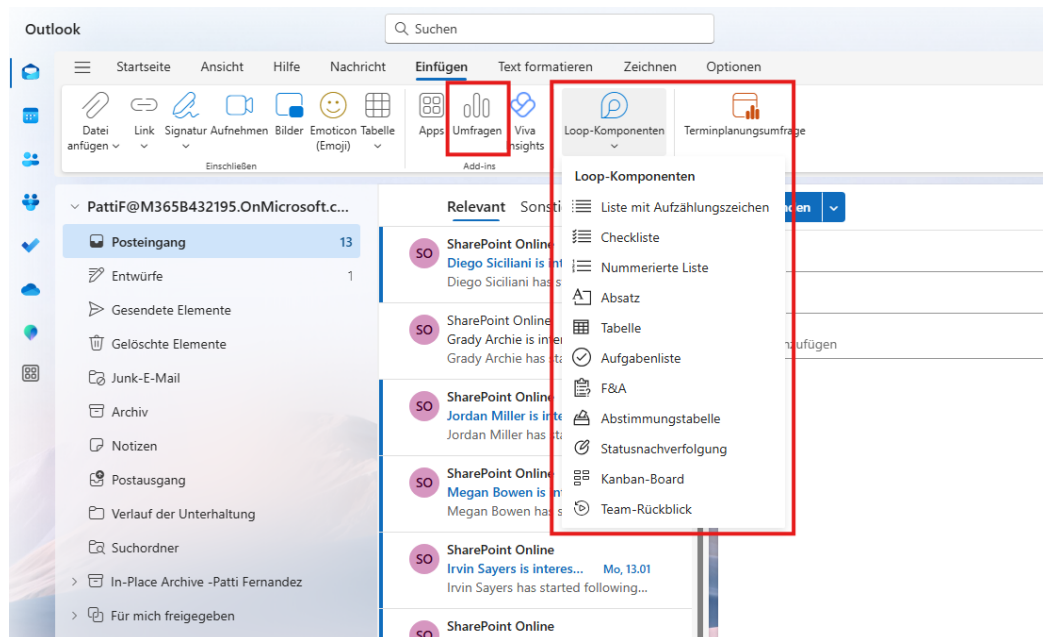 Outlook
Suchen
Startseite Ansicht Hilfe Nachricht Einfügen Text formatieren Zeichnen Optionen
Datei anfügen
Link
Signatur
Aufnehmen
Bilder
Emoticon (Emoji)
Tabelle
Apps
Umfragen
Viva Insights
Loop-Komponenten
Terminplanungsumfrage
Einschließen
Add-ins
PattiF@M365B432195.OnMicrosoft.c...
Posteingang 13
Entwürfe 1
Gesendete Elemente
Gelöschte Elemente
Junk-E-Mail
Archiv
Notizen
Postausgang
Verlauf der Unterhaltung
Suchordner
In-Place Archive -Patti Fernandez
Für mich freigegeben
Relevant Sonsti
SO
SharePoint Online
Diego Siciliani is int
Diego Siciliani has s
SO
SharePoint Online
Grady Archie is inter
Grady Archie has sta
SO
SharePoint Online
Jordan Miller is inte
Jordan Miller has sta
SO
SharePoint Online
Megan Bowen is in
Megan Bowen has s
SO
SharePoint Online
Irvin Sayers is interes... Mo, 13.01
Irvin Sayers has started following...
SO
SharePoint Online
Loop-Komponenten
Liste mit Aufzählungszeichen
Checkliste
Nummerierte Liste
Absatz
Tabelle
Aufgabenliste
F&A
Abstimmungstabelle
Statusnachverfolgung
Kanban-Board
Team-Rückblick